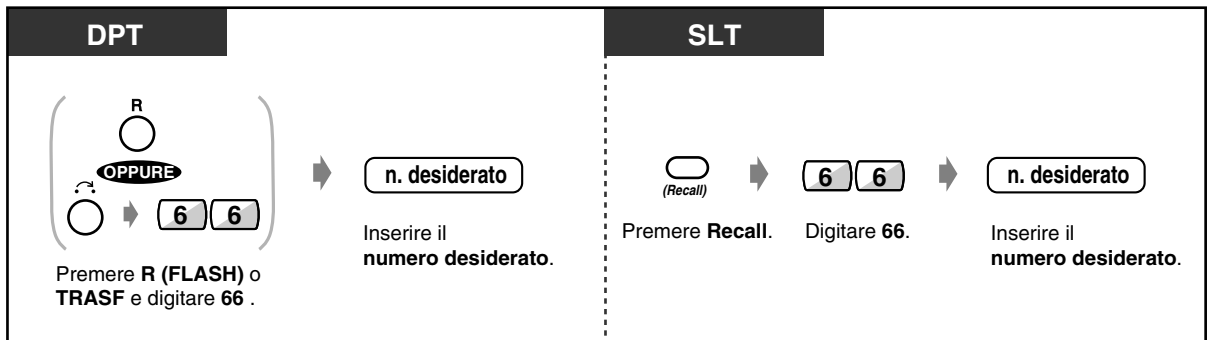 DPT
R
OPPURE
6 6
Premere R (FLASH) o
TRASF e digitare 66 .
n. desiderato
Inserire il
numero desiderato.
SLT
(Recall)
Premere Recall.
6 6
Digitare 66.
n. desiderato
Inserire il
numero desiderato.